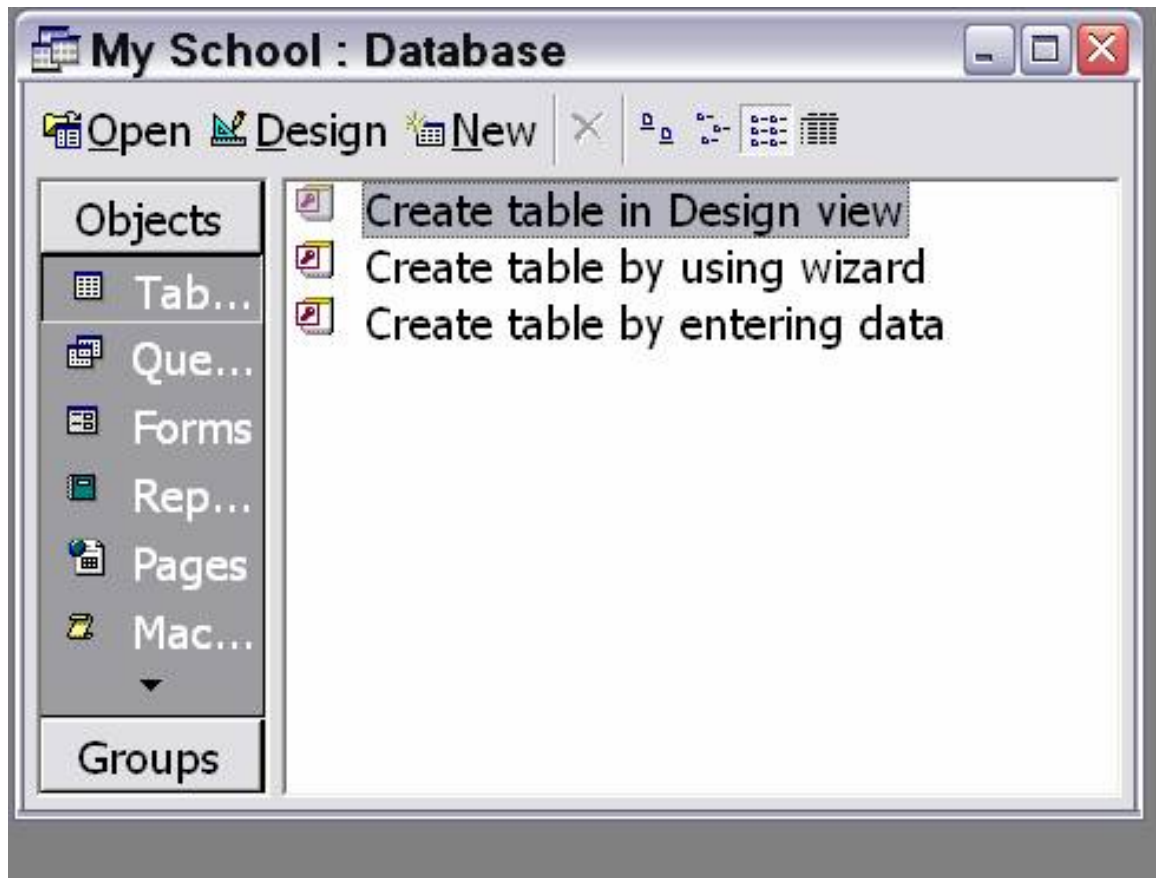 My School : Database
Open Design New
Objects
Tab...
Que...
Forms
Rep...
Pages
Mac...
Groups
Create table in Design view
Create table by using wizard
Create table by entering data